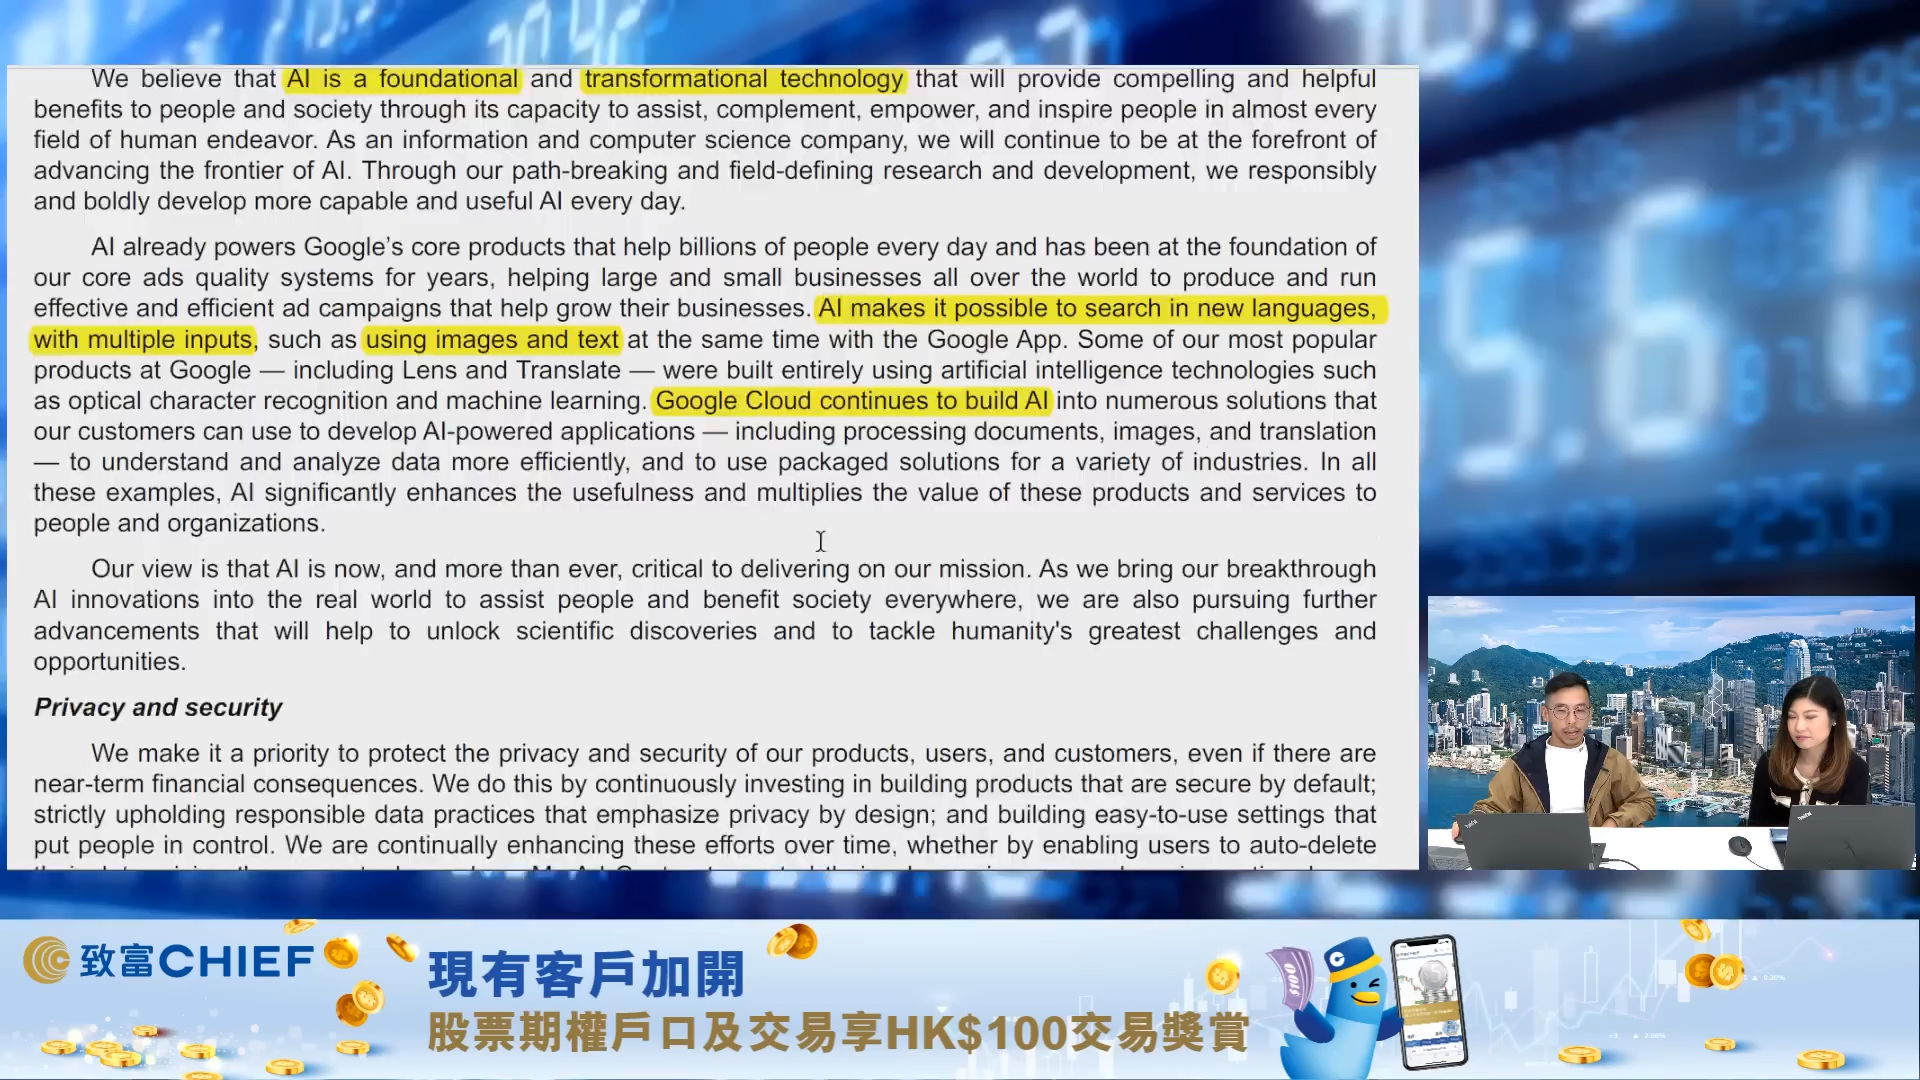 We believe that AI is a foundational and transformational technology that will provide compelling and helpful
benefits to people and society through its capacity to assist, complement, empower, and inspire people in almost every
field of human endeavor. As an information and computer science company, we will continue to be at the forefront of
advancing the frontier of AI. Through our path-breaking and field-defining research and development, we responsibly
and boldly develop more capable and useful AI every day.
AI already powers Google’s core products that help billions of people every day and has been at the foundation of
our core ads quality systems for years, helping large and small businesses all over the world to produce and run
effective and efficient ad campaigns that help grow their businesses. AI makes it possible to search in new languages,
with multiple inputs, such as using images and text at the same time with the Google App. Some of our most popular
products at Google — including Lens and Translate — were built entirely using artificial intelligence technologies such
as optical character recognition and machine learning. Google Cloud continues to build AI into numerous solutions that
our customers can use to develop AI-powered applications — including processing documents, images, and translation
— to understand and analyze data more efficiently, and to use packaged solutions for a variety of industries. In all
these examples, AI significantly enhances the usefulness and multiplies the value of these products and services to
people and organizations.
Our view is that AI is now, and more than ever, critical to delivering on our mission. As we bring our breakthrough
AI innovations into the real world to assist people and benefit society everywhere, we are also pursuing further
advancements that will help to unlock scientific discoveries and to tackle humanity's greatest challenges and
opportunities.
Privacy and security
We make it a priority to protect the privacy and security of our products, users, and customers, even if there are
near-term financial consequences. We do this by continuously investing in building products that are secure by default;
strictly upholding responsible data practices that emphasize privacy by design; and building easy-to-use settings that
put people in control. We are continually enhancing these efforts over time, whether by enabling users to auto-delete
5.6
325.6
致富CHIEF
現有客戶加開
股票期權戶口及交易享HK$100交易獎賞
$100